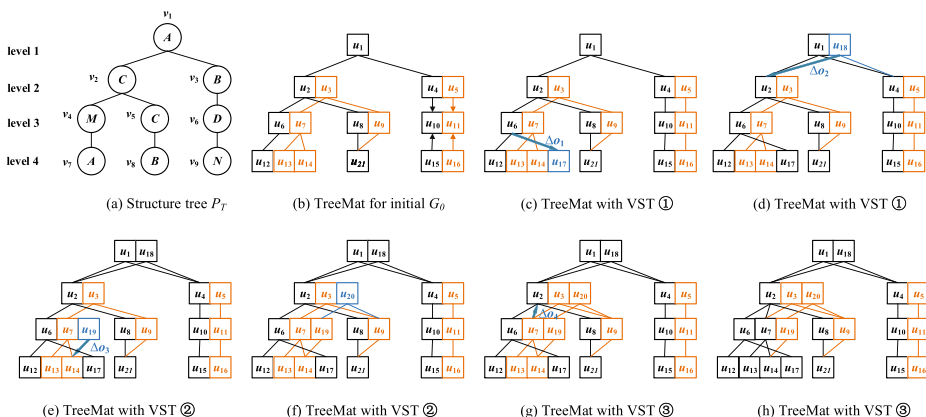 level 1
level 2
level 3
level 4
v1
A
v2
C
v3
B
v4
M
v5
C
v6
D
v7
A
v8
B
v9
N
(a) Structure tree PT
u1
u2 u3 u4 u5
u6 u7 u8 u9 u10 u11
u12 u13 u14 u21 u15 u16
(b) TreeMat for initial G0
u1
u2 u3 u4 u5
u6 u7 u8 u9 u10 u11
Δo1
u12 u13 u14 u17 u21 u15 u16
(c) TreeMat with VST ①
u1 u18
Δo2
u2 u3 u4 u5
u6 u7 u8 u9 u10 u11
u12 u13 u14 u17 u21 u15 u16
(d) TreeMat with VST ①
u1 u18
u2 u3 u4 u5
u6 u7 u19 u8 u9 u10 u11
Δo3
u12 u13 u14 u17 u21 u15 u16
(e) TreeMat with VST ②
u1 u18
u2 u3 u20 u4 u5
u6 u7 u19 u8 u9 u10 u11
u12 u13 u14 u17 u21 u15 u16
(f) TreeMat with VST ②
u1 u18
u2 u3 u20 u4 u5
Δo4
u6 u7 u19 u8 u9 u10 u11
u12 u13 u14 u17 u21 u15 u16
(g) TreeMat with VST ③
u1 u18
u2 u3 u20 u4 u5
u6 u7 u19 u8 u9 u10 u11
u12 u13 u14 u17 u21 u15 u16
(h) TreeMat with VST ③